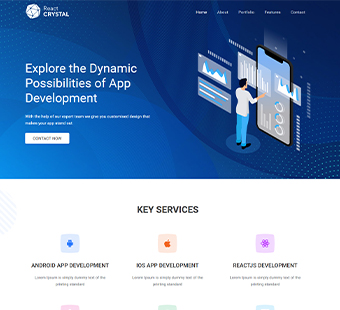 React
CRYSTAL
Home About Portfolio Features Contact
Explore the Dynamic
Possibilities of App
Development
With the help of our expert team we give you customised design that
makes your app stand out
CONTACT NOW
KEY SERVICES
ANDROID APP DEVELOPMENT IOS APP DEVELOPMENT REACTJS DEVELOPMENT
Lorem Ipsum is simply dummy text of the Lorem Ipsum is simply dummy text of the Lorem Ipsum is simply dummy text of the
printing standard printing standard printing standard